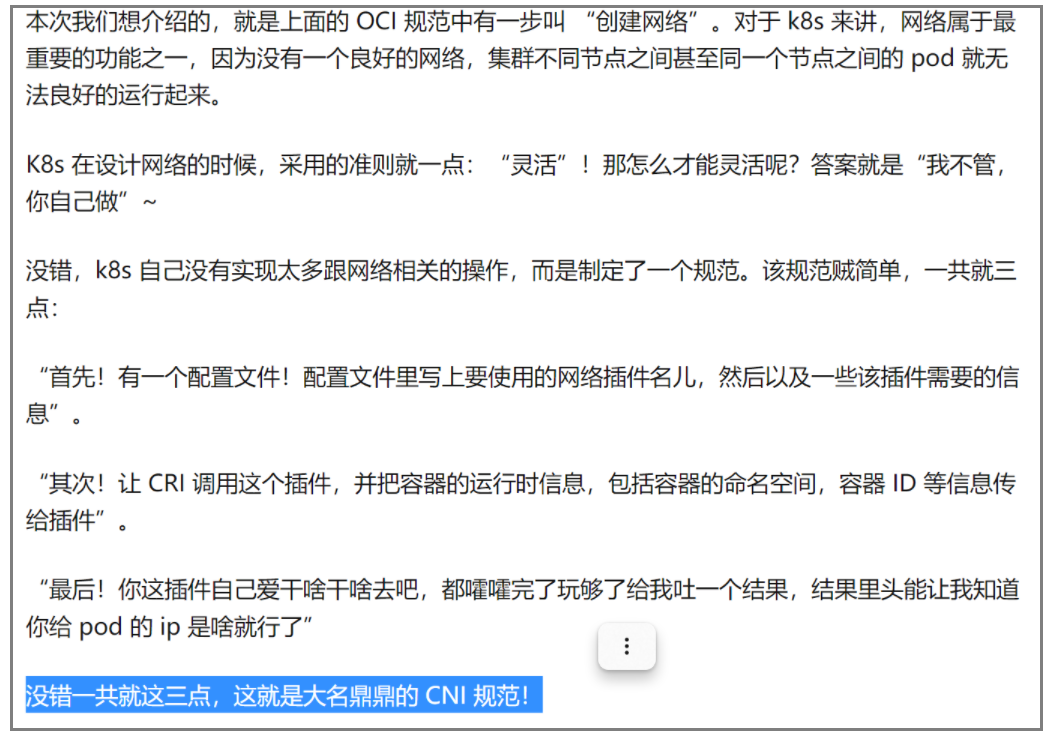 本次我们想介绍的，就是上面的 OCI 规范中有一步叫 “创建网络” 。对于 k8s 来讲，网络属于最
重要的功能之一，因为没有一个良好的网络，集群不同节点之间甚至同一个节点之间的 pod 就无
法良好的运行起来。
K8s 在设计网络的时候，采用的准则就一点： “灵活” ！那怎么才能灵活呢？答案就是 “我不管，
你自己做” ~
没错，k8s 自己没有实现太多跟网络相关的操作，而是制定了一个规范。该规范贼简单，一共就三
点：
“首先！有一个配置文件！配置文件里写上要使用的网络插件名儿，然后以及一些该插件需要的信
息” 。
“其次！让 CRI 调用这个插件，并把容器的运行时信息，包括容器的命名空间，容器 ID 等信息传
给插件” 。
“最后！你这插件自己爱干啥干啥去吧，都嚯嚯完了玩够了给我吐一个结果，结果里头能让我知道
你给 pod 的 ip 是啥就行了”
没错一共就这三点，这就是大名鼎鼎的 CNI 规范！